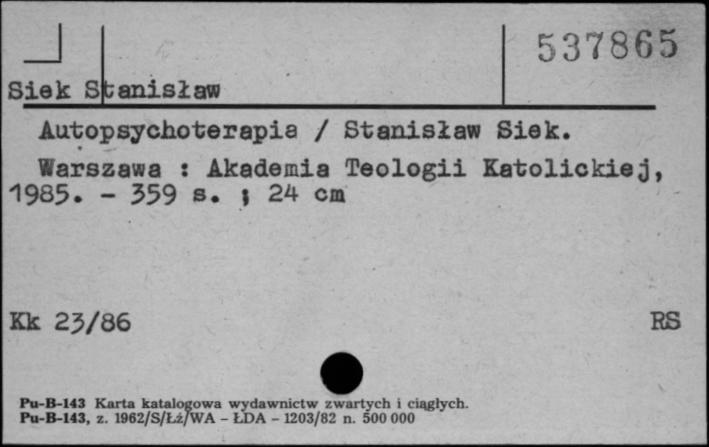 537865
Siek Stanisław
Autopsychoterapia / Stanisław Siek.
Warszawa : Akademia Teologii Katolickiej,
1985. - 359 s. ; 24 cm
Kk 23/86 RS
Pu-B-143 Karta katalogowa wydawnictw zwartych i ciągłych.
Pu-B-143, z. 1962/S/Łż/WA - ŁDA - 1203/82 n. 500 000